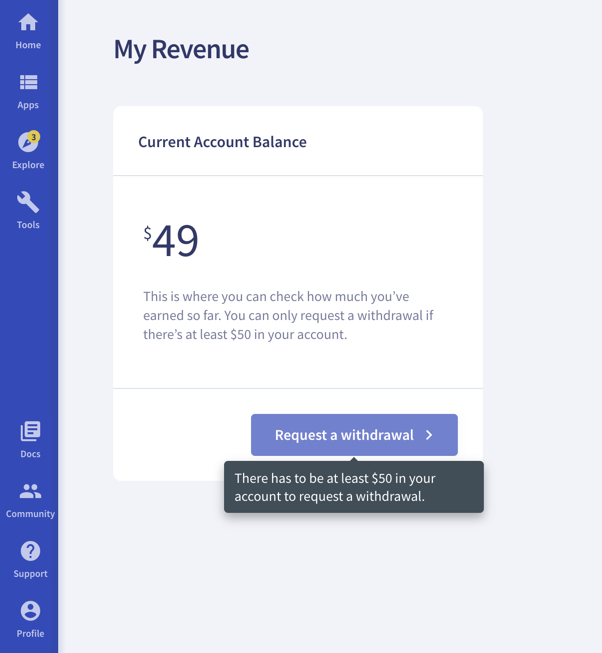 Home
Apps
3
Explore
Tools
Docs
Community
Support
Profile
My Revenue
Current Account Balance
$49
This is where you can check how much you've
earned so far. You can only request a withdrawal if
there's at least $50 in your account.
Request a withdrawal
There has to be at least $50 in your
account to request a withdrawal.